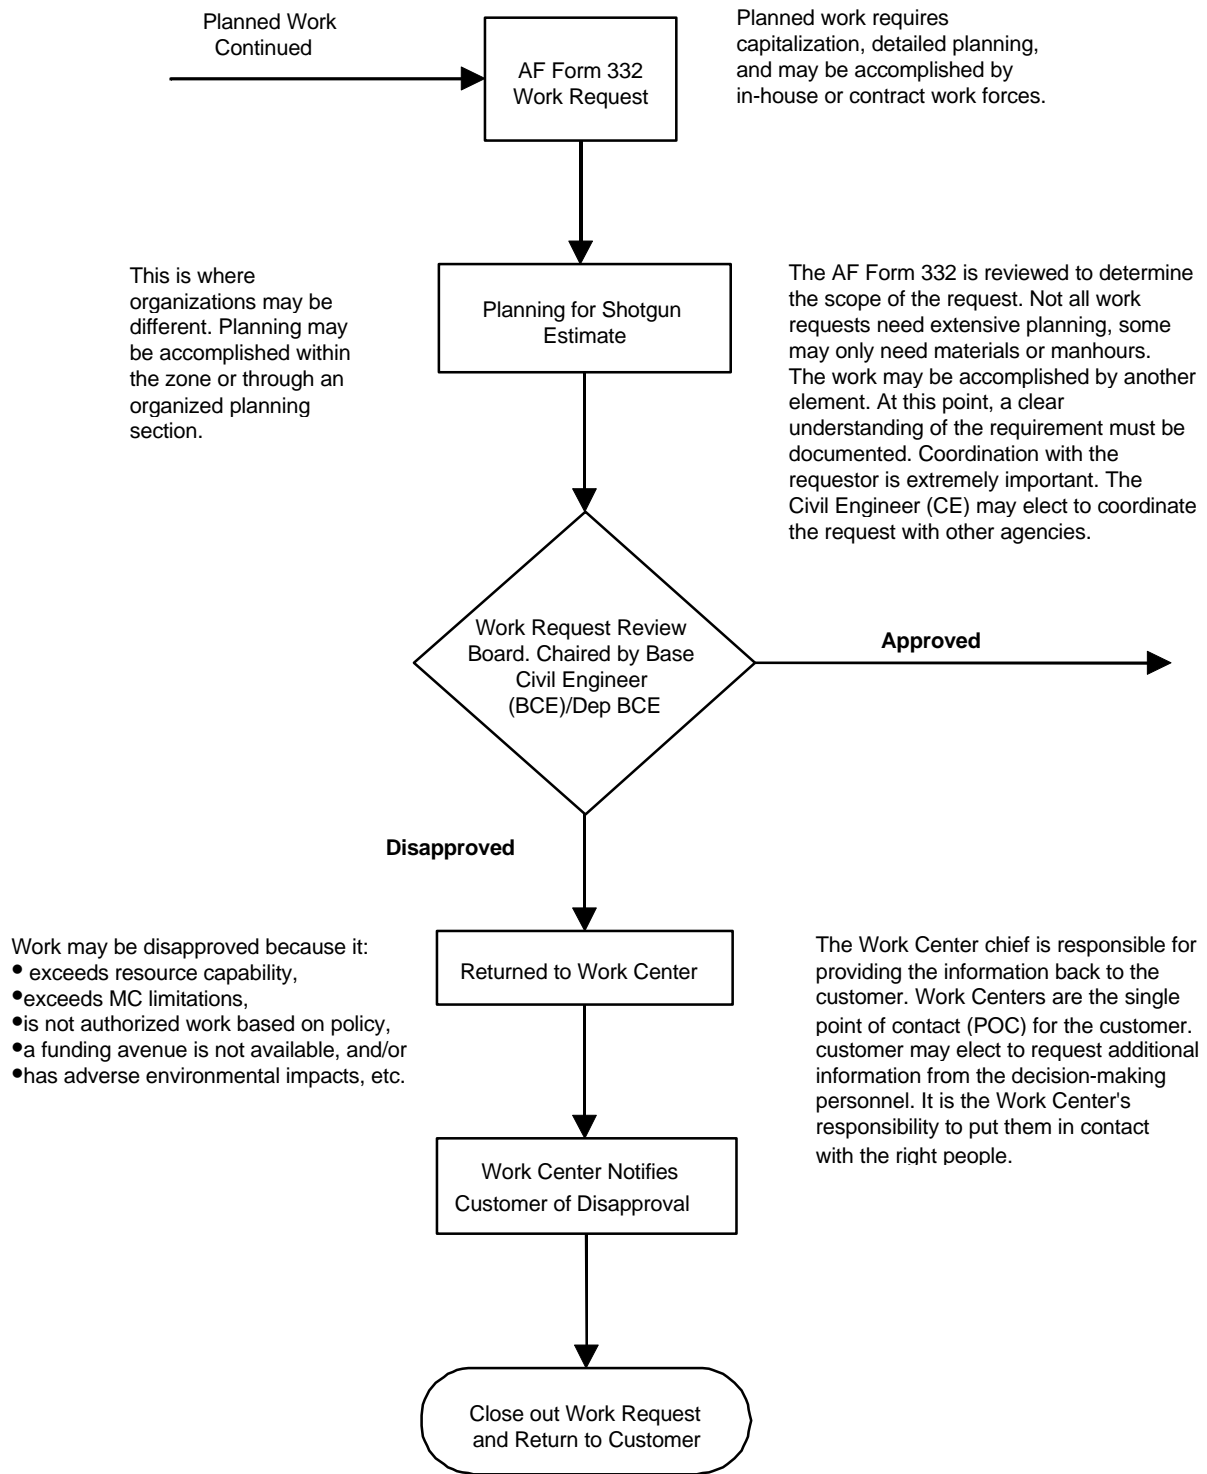 Planned Work
Continued
AF Form 332
Work Request
Planned work requires
capitalization, detailed planning,
and may be accomplished by
in-house or contract work forces.
This is where
organizations may be
different. Planning may
be accomplished within
the zone or through an
organized planning
section.
Planning for Shotgun
Estimate
The AF Form 332 is reviewed to determine
the scope of the request. Not all work
requests need extensive planning, some
may only need materials or manhours.
The work may be accomplished by another
element. At this point, a clear
understanding of the requirement must be
documented. Coordination with the
requestor is extremely important. The
Civil Engineer (CE) may elect to coordinate
the request with other agencies.
Work Request Review
Board. Chaired by Base
Civil Engineer
(BCE)/Dep BCE
Approved
Disapproved
Work may be disapproved because it:
• exceeds resource capability,
•exceeds MC limitations,
•is not authorized work based on policy,
•a funding avenue is not available, and/or
•has adverse environmental impacts, etc.
Returned to Work Center
The Work Center chief is responsible for
providing the information back to the
customer. Work Centers are the single
point of contact (POC) for the customer.
customer may elect to request additional
information from the decision-making
personnel. It is the Work Center's
responsibility to put them in contact
with the right people.
Work Center Notifies
Customer of Disapproval
Close out Work Request
and Return to Customer